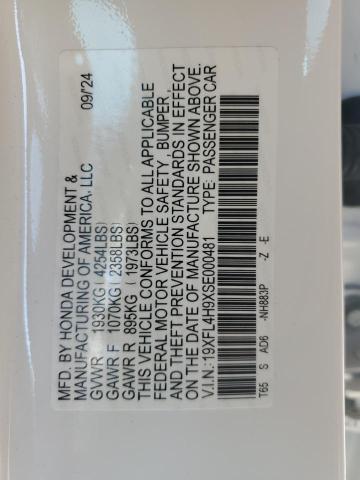 MFD. BY HONDA DEVELOPMENT &
MANUFACTURING OF AMERICA, LLC 09/'24
GVWR 1930KG ( 4254LBS)
GAWR F 1070KG ( 2358LBS)
GAWR R 895KG ( 1973LBS)
THIS VEHICLE CONFORMS TO ALL APPLICABLE
FEDERAL MOTOR VEHICLE SAFETY, BUMPER,
AND THEFT PREVENTION STANDARDS IN EFFECT
ON THE DATE OF MANUFACTURE SHOWN ABOVE.
V.I.N.:19XFL4H9XSE000481 TYPE: PASSENGER CAR
T65 S AD6 -NH883P -Z -E